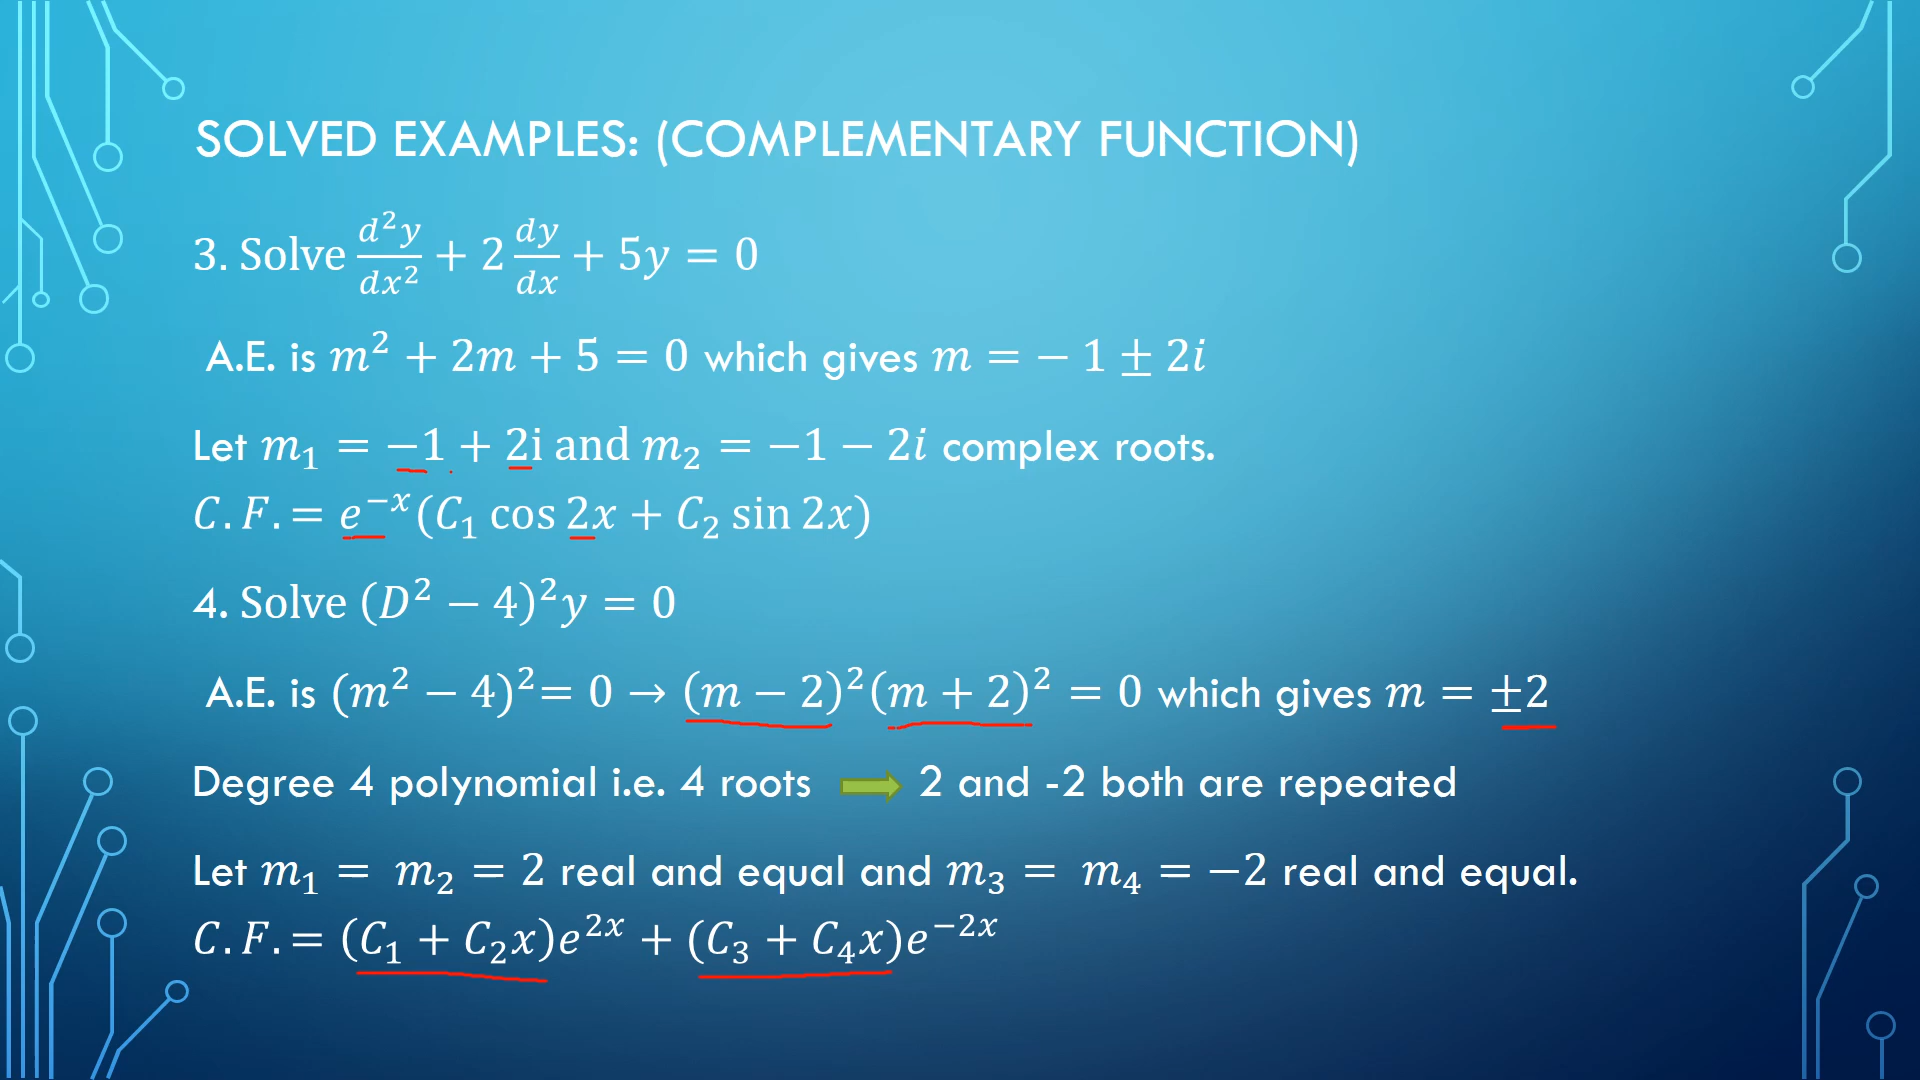 SOLVED EXAMPLES: (COMPLEMENTARY FUNCTION)
3. Solve d²y/dx² + 2 dy/dx + 5y = 0
A.E. is m² + 2m + 5 = 0 which gives m = − 1 ± 2i
Let m₁ = −1 + 2i and m₂ = −1 − 2i complex roots.
C.F.= e⁻ˣ(C₁ cos 2x + C₂ sin 2x)
4. Solve (D² − 4)²y = 0
A.E. is (m² − 4)²= 0 → (m − 2)²(m + 2)² = 0 which gives m = ±2
Degree 4 polynomial i.e. 4 roots 2 and -2 both are repeated
Let m₁ = m₂ = 2 real and equal and m₃ = m₄ = −2 real and equal.
C.F.= (C₁ + C₂x)e²ˣ + (C₃ + C₄x)e⁻²ˣ